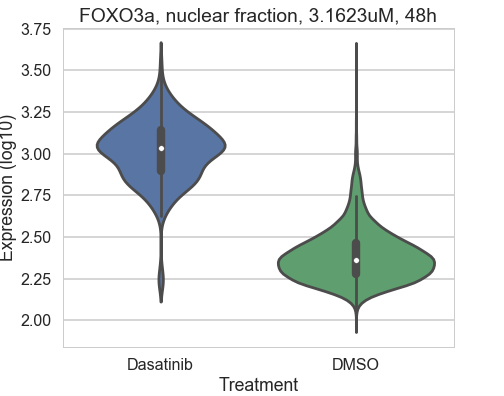 FOXO3a, nuclear fraction, 3.1623uM, 48h
3.75
3.50
3.25
3.00
2.75
2.50
2.25
2.00
Expression (log10)
Dasatinib
DMSO
Treatment